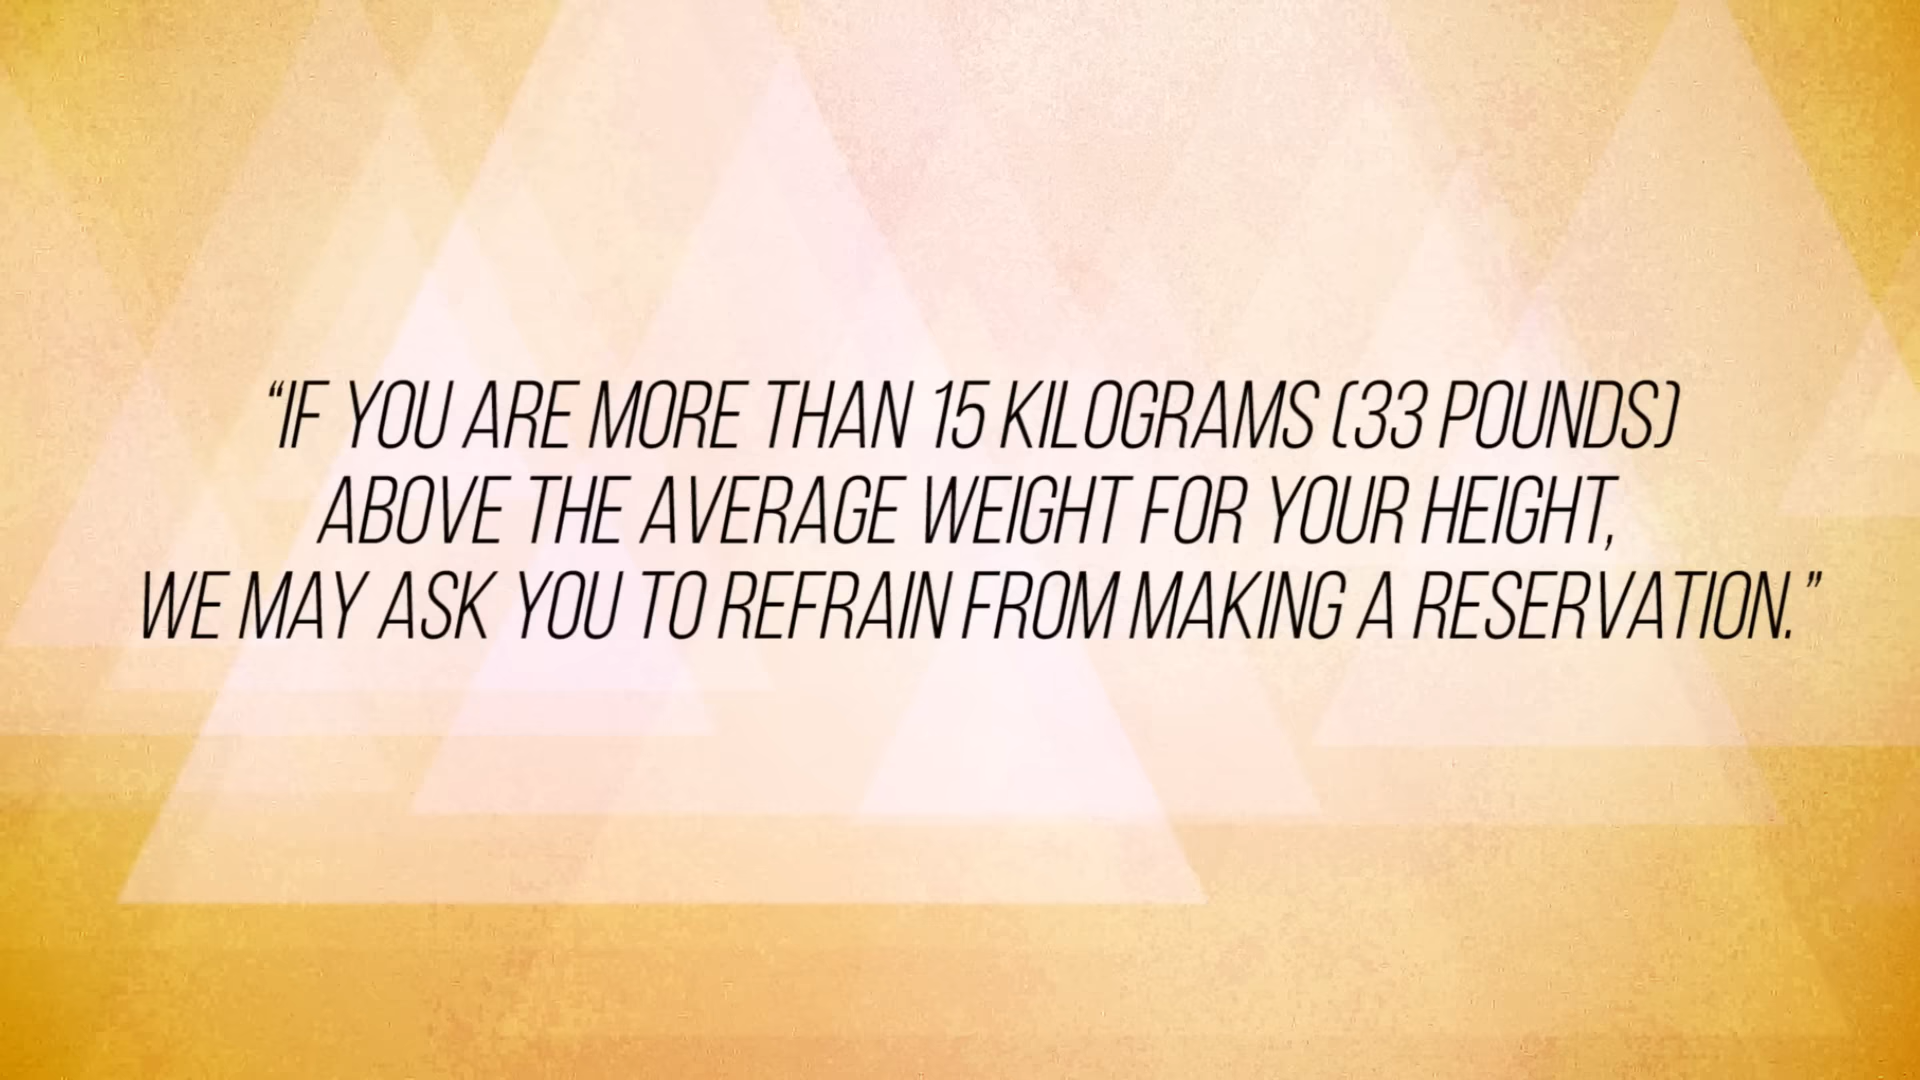 “IF YOU ARE MORE THAN 15 KILOGRAMS (33 POUNDS)
ABOVE THE AVERAGE WEIGHT FOR YOUR HEIGHT,
WE MAY ASK YOU TO REFRAIN FROM MAKING A RESERVATION.”